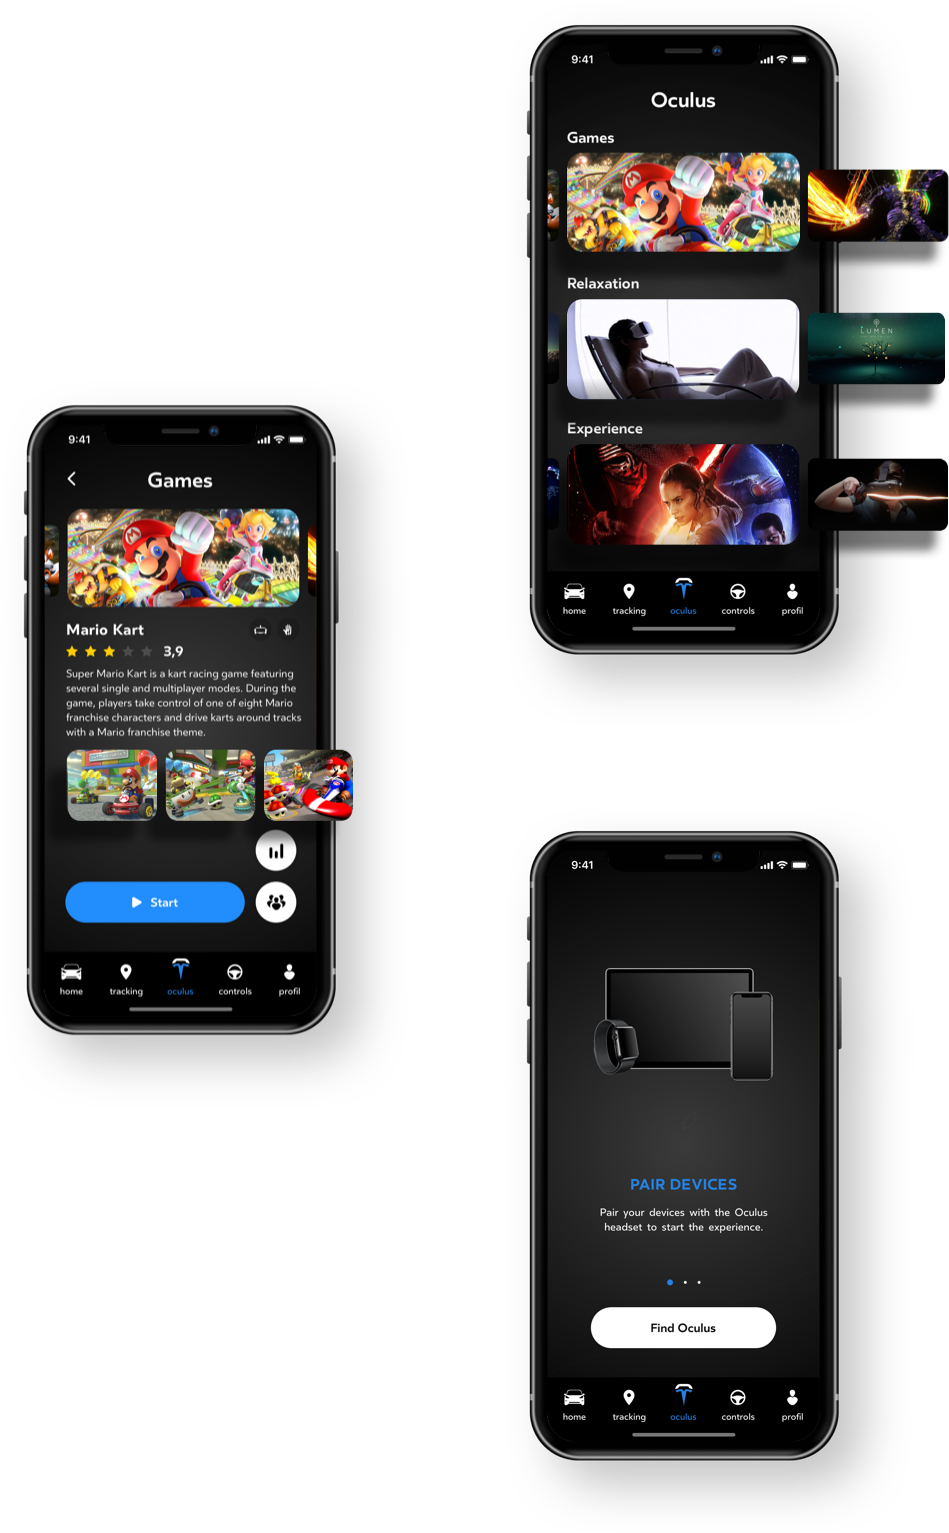 9:41
Oculus
Games
Relaxation
LUMEN
Experience
home
tracking
oculus
controls
profil
9:41
Games
Mario Kart
3,9
Super Mario Kart is a kart racing game featuring
several single and multiplayer modes. During the
game, players take control of one of eight Mario
franchise characters and drive karts around tracks
with a Mario franchise theme.
Start
home
tracking
oculus
controls
profil
9:41
PAIR DEVICES
Pair your devices with the Oculus
headset to start the experience.
Find Oculus
home
tracking
oculus
controls
profil